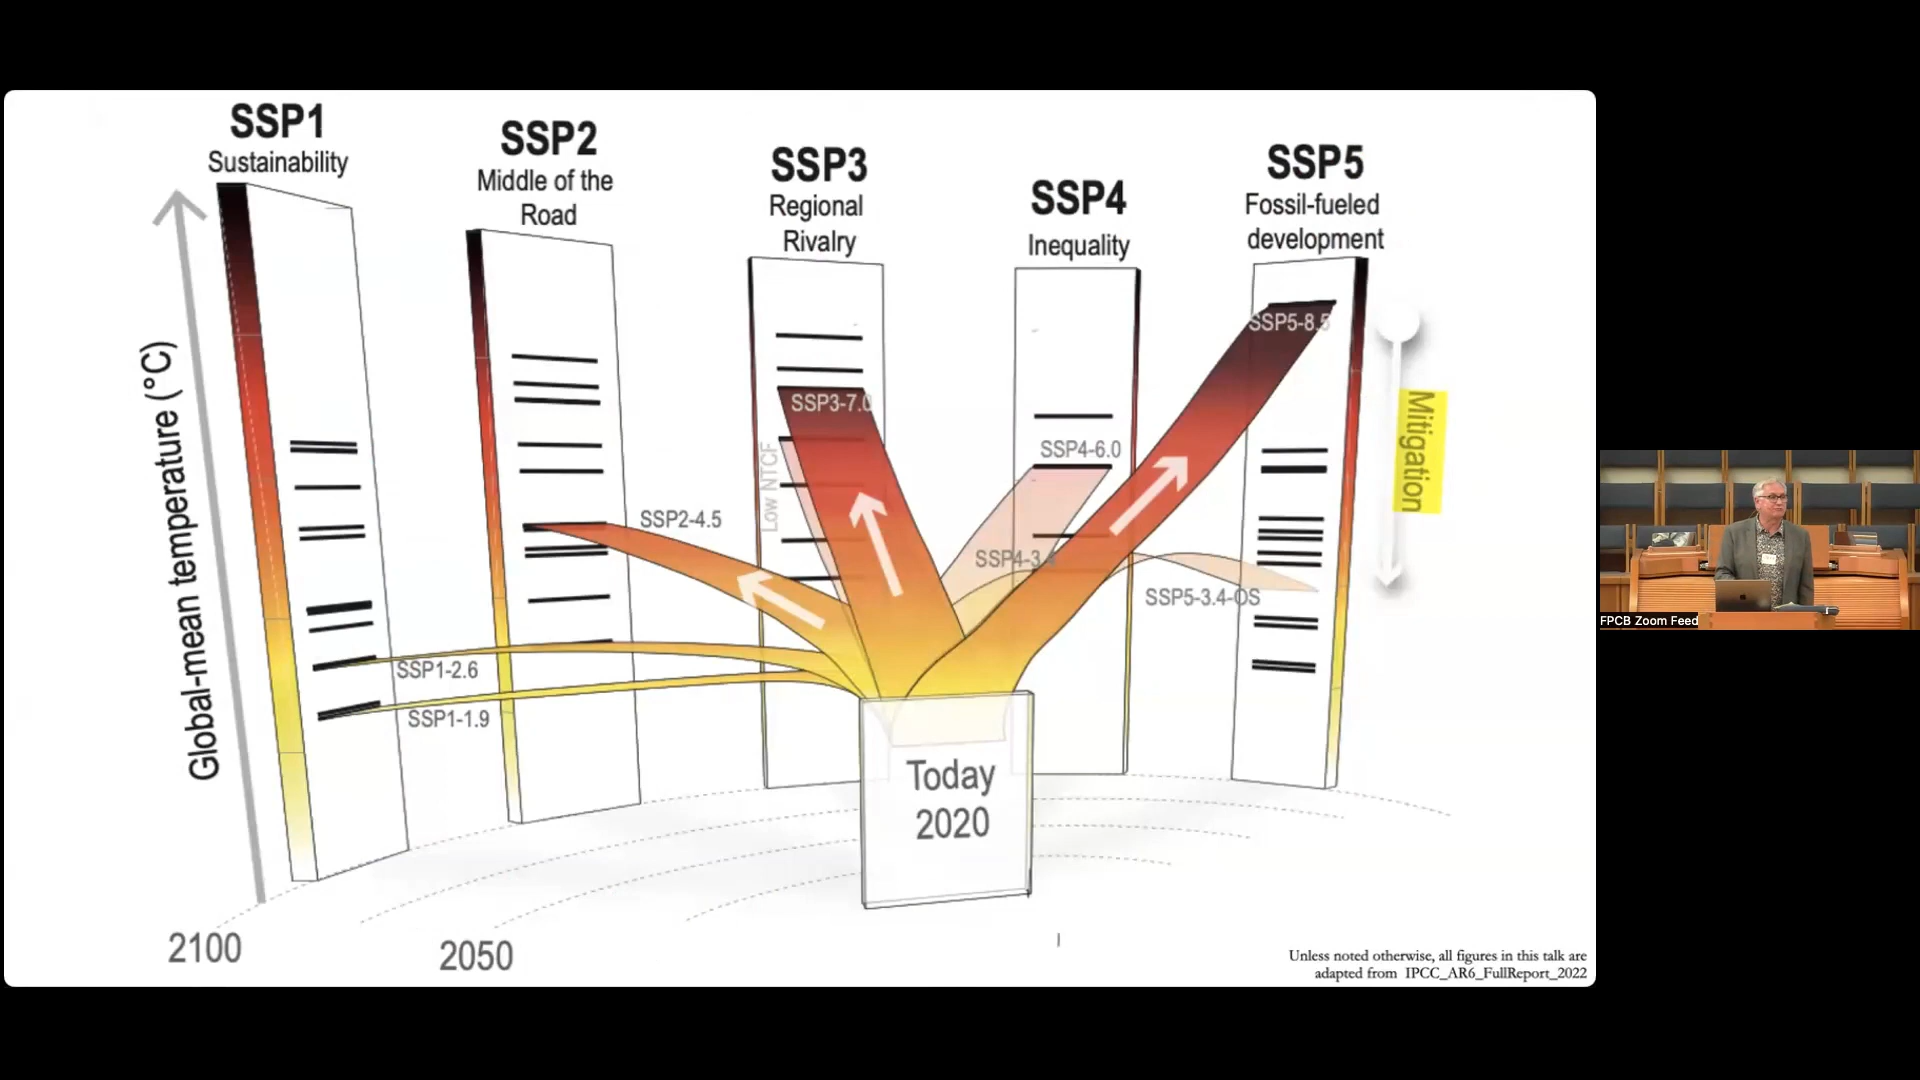 SSP1
Sustainability
SSP2
Middle of the
Road
SSP3
Regional
Rivalry
SSP4
Inequality
SSP5
Fossil-fueled
development
Global-mean temperature (°C)
SSP5-8.5
SSP3-7.0
Low NTCF
SSP4-6.0
SSP2-4.5
SSP4-3.4
SSP5-3.4-OS
SSP1-2.6
SSP1-1.9
Mitigation
Today
2020
2100
2050
Unless noted otherwise, all figures in this talk are
adapted from IPCC_AR6_FullReport_2022
FPCB Zoom Feed